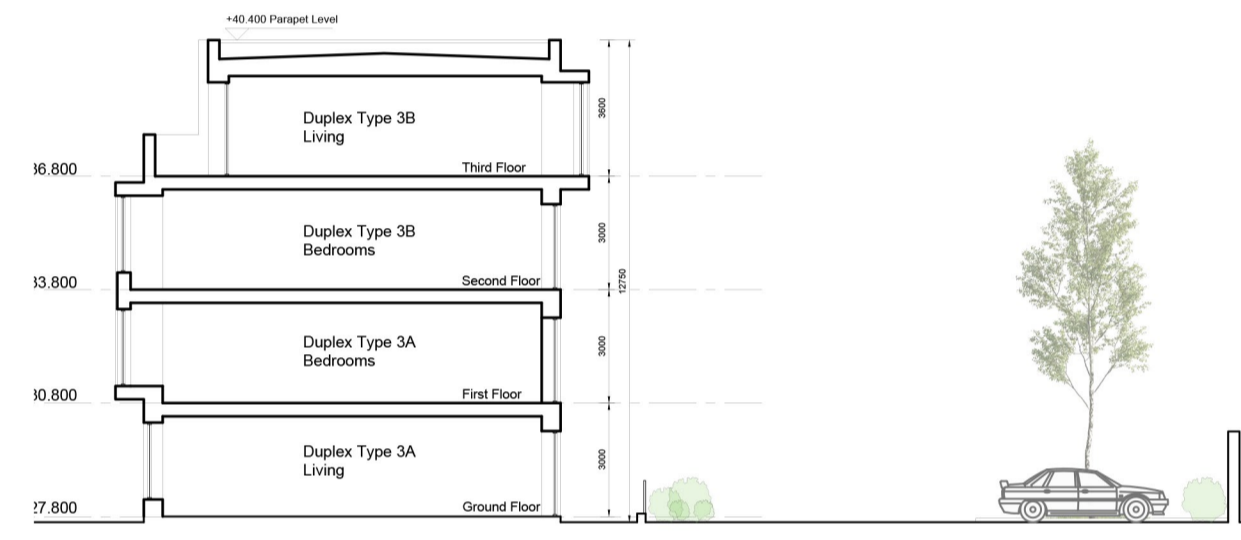 +40.400 Parapet Level
3600
Duplex Type 3B
Living
Third Floor
36.800
3000
Duplex Type 3B
Bedrooms
Second Floor
33.800
12750
3000
Duplex Type 3A
Bedrooms
First Floor
30.800
3000
Duplex Type 3A
Living
Ground Floor
27.800